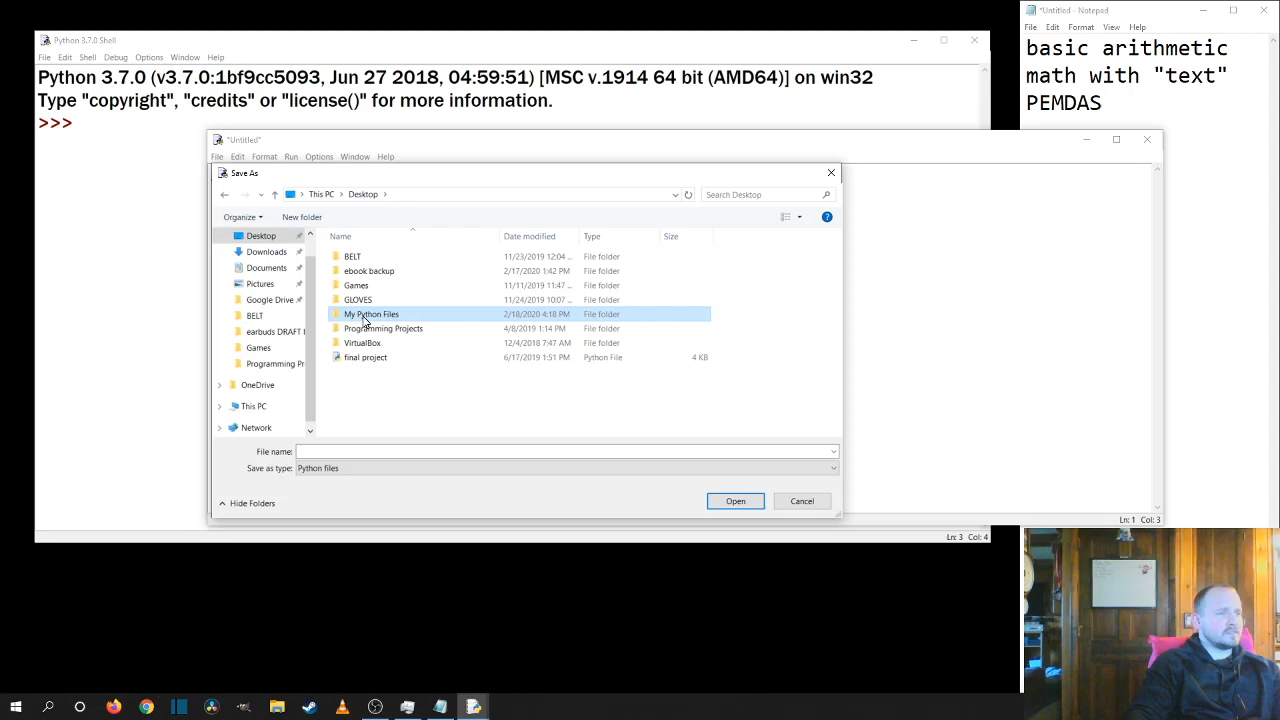 Python 3.7.0 Shell
File Edit Shell Debug Options Window Help
Python 3.7.0 (v3.7.0:1bf9cc5093, Jun 27 2018, 04:59:51) [MSC v.1914 64 bit (AMD64)] on win32
Type "copyright", "credits" or "license()" for more information.
>>>
*Untitled - Notepad
File Edit Format View Help
basic arithmetic
math with "text"
PEMDAS
*Untitled*
File Edit Format Run Options Window Help
Save As
This PC > Desktop >
Search Desktop
Organize New folder
Name Date modified Type Size
Desktop
Downloads
Documents
Pictures
Google Drive
BELT
earbuds DRAFT
Games
Programming Pr
OneDrive
This PC
Network
BELT 11/23/2019 12:04 ... File folder
ebook backup 2/17/2020 1:42 PM File folder
Games 11/11/2019 11:47 ... File folder
GLOVES 11/24/2019 10:07 ... File folder
My Python Files 2/18/2020 4:18 PM File folder
Programming Projects 4/8/2019 1:14 PM File folder
VirtualBox 12/4/2018 7:47 AM File folder
final project 6/17/2019 1:51 PM Python File 4 KB
File name:
Save as type: Python files
Hide Folders
Open Cancel
Ln: 1 Col: 3
Ln: 3 Col: 4